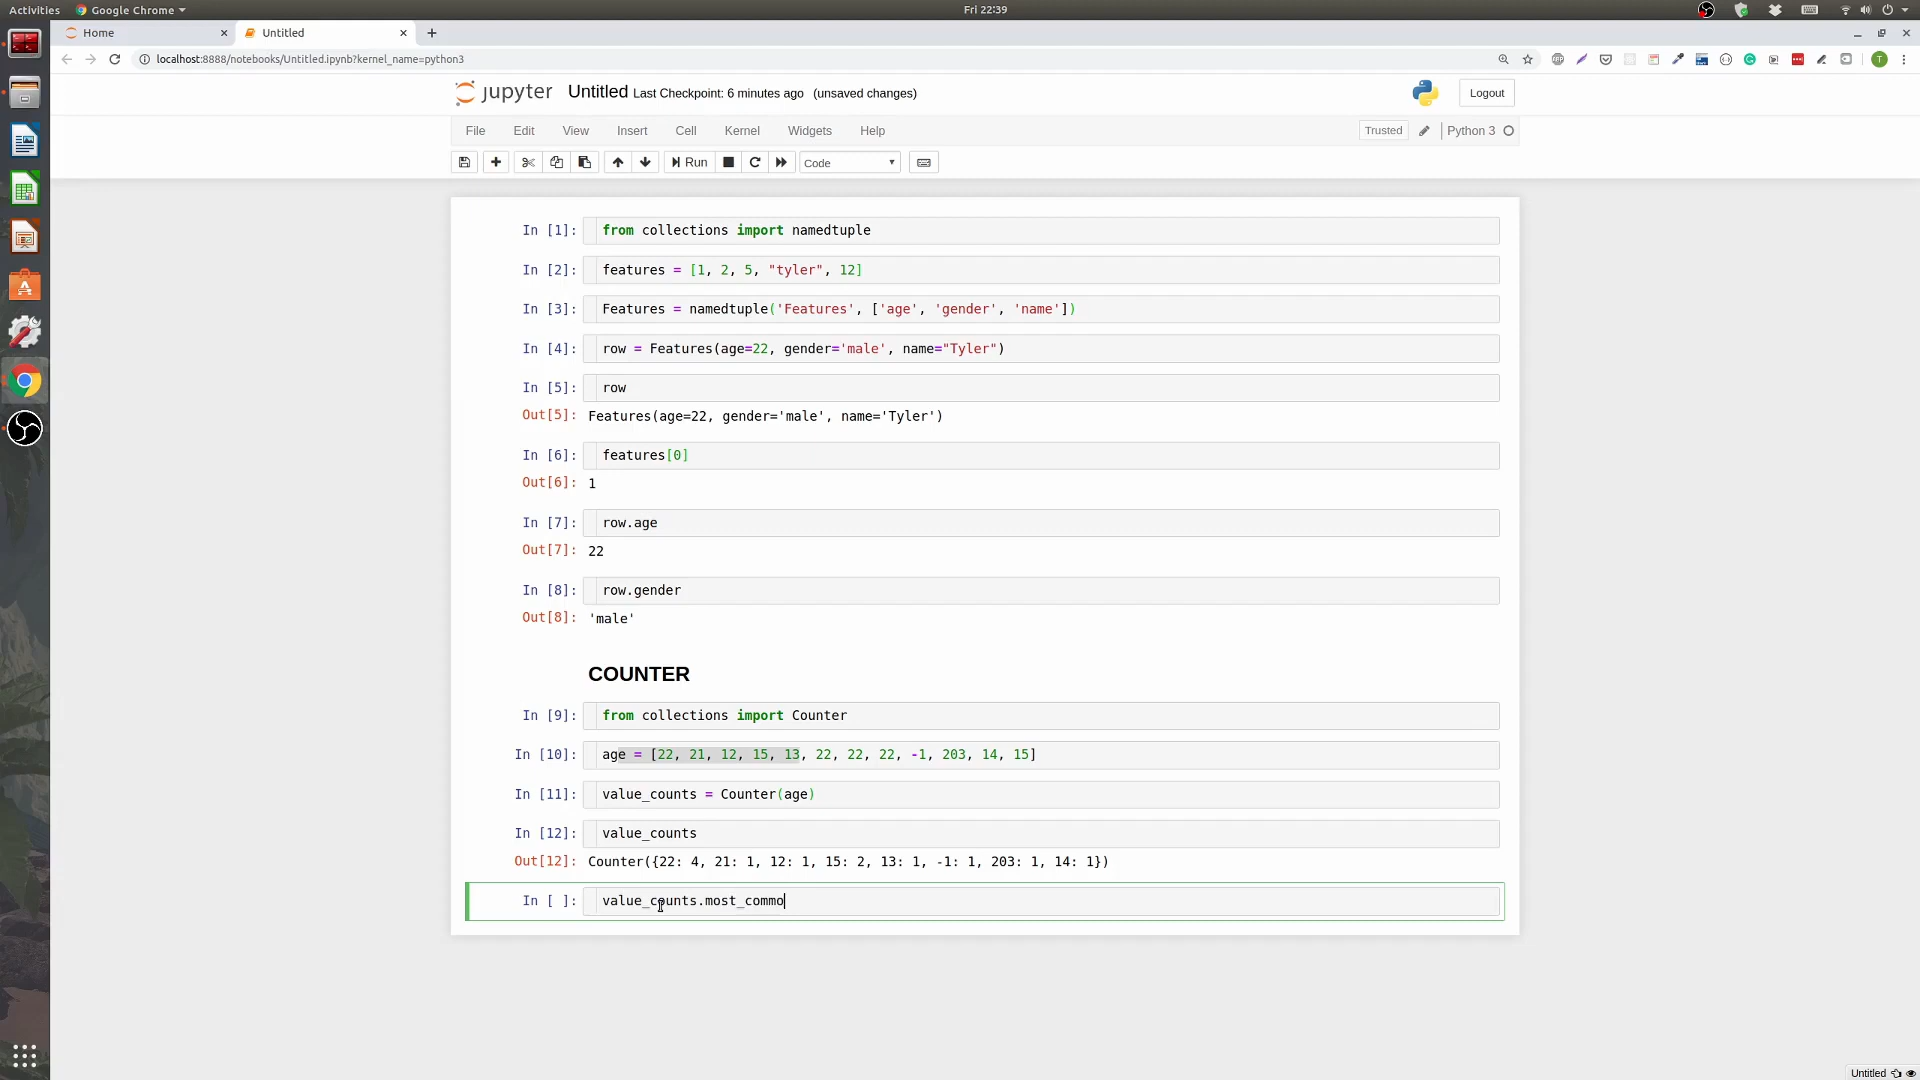 Activities Google Chrome Fri 22:39
Home Untitled
localhost:8888/notebooks/Untitled.ipynb?kernel_name=python3 T
jupyter Untitled Last Checkpoint: 6 minutes ago (unsaved changes) Logout
File Edit View Insert Cell Kernel Widgets Help Trusted Python 3
Run Code
In [1]: from collections import namedtuple
In [2]: features = [1, 2, 5, "tyler", 12]
In [3]: Features = namedtuple('Features', ['age', 'gender', 'name'])
In [4]: row = Features(age=22, gender='male', name="Tyler")
In [5]: row
Out[5]: Features(age=22, gender='male', name='Tyler')
In [6]: features[0]
Out[6]: 1
In [7]: row.age
Out[7]: 22
In [8]: row.gender
Out[8]: 'male'
COUNTER
In [9]: from collections import Counter
In [10]: age = [22, 21, 12, 15, 13, 22, 22, 22, -1, 203, 14, 15]
In [11]: value_counts = Counter(age)
In [12]: value_counts
Out[12]: Counter({22: 4, 21: 1, 12: 1, 15: 2, 13: 1, -1: 1, 203: 1, 14: 1})
In [ ]: value_counts.most_commo
Untitled